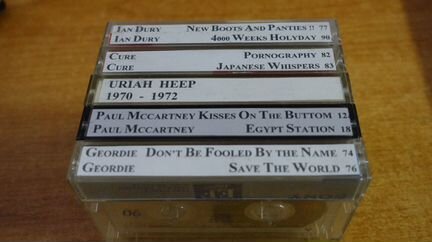 IAN DURY NEW BOOTS AND PANTIES !! 77
IAN DURY 4000 WEEKS HOLYDAY 90
CURE PORNOGRAPHY 82
CURE JAPANESE WHISPERS 83
URIAH HEEP
1970 - 1972
PAUL MCCARTNEY KISSES ON THE BUTTOM 12
PAUL MCCARTNEY EGYPT STATION 18
GEORDIE DON'T BE FOOLED BY THE NAME 74
GEORDIE SAVE THE WORLD 76
SONY
90